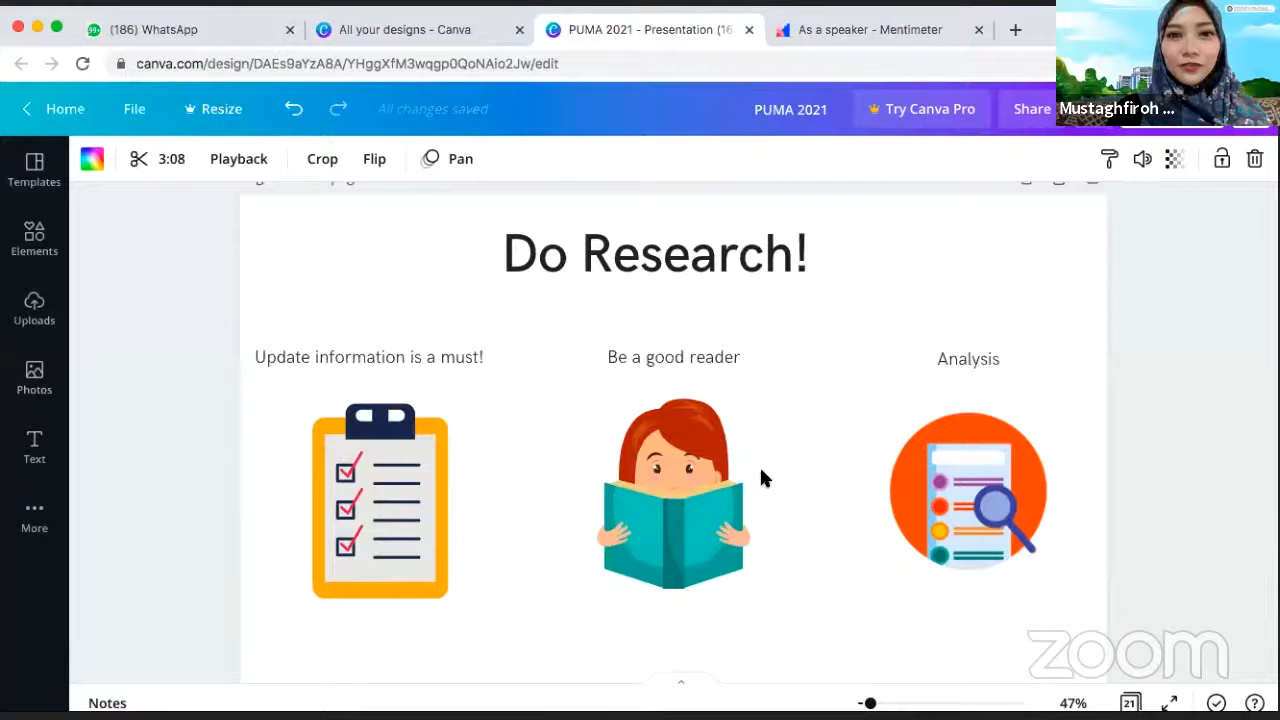 (186) WhatsApp
All your designs - Canva
PUMA 2021 - Presentation (16
As a speaker - Mentimeter
canva.com/design/DAEs9aYzA8A/YHggXfM3wqgp0QoNAio2Jw/edit
Home File Resize All changes saved PUMA 2021 Try Canva Pro Share
Mustaghfiroh ...
3:08 Playback Crop Flip Pan
Templates
Elements
Uploads
Photos
Text
More
Do Research!
Update information is a must!
Be a good reader
Analysis
zoom
Notes 47% 21